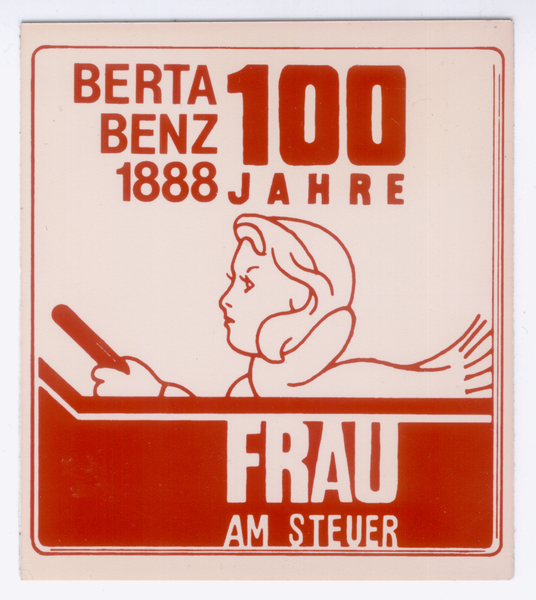 BERTA
BENZ
1888
100
JAHRE
FRAU
AM STEUER